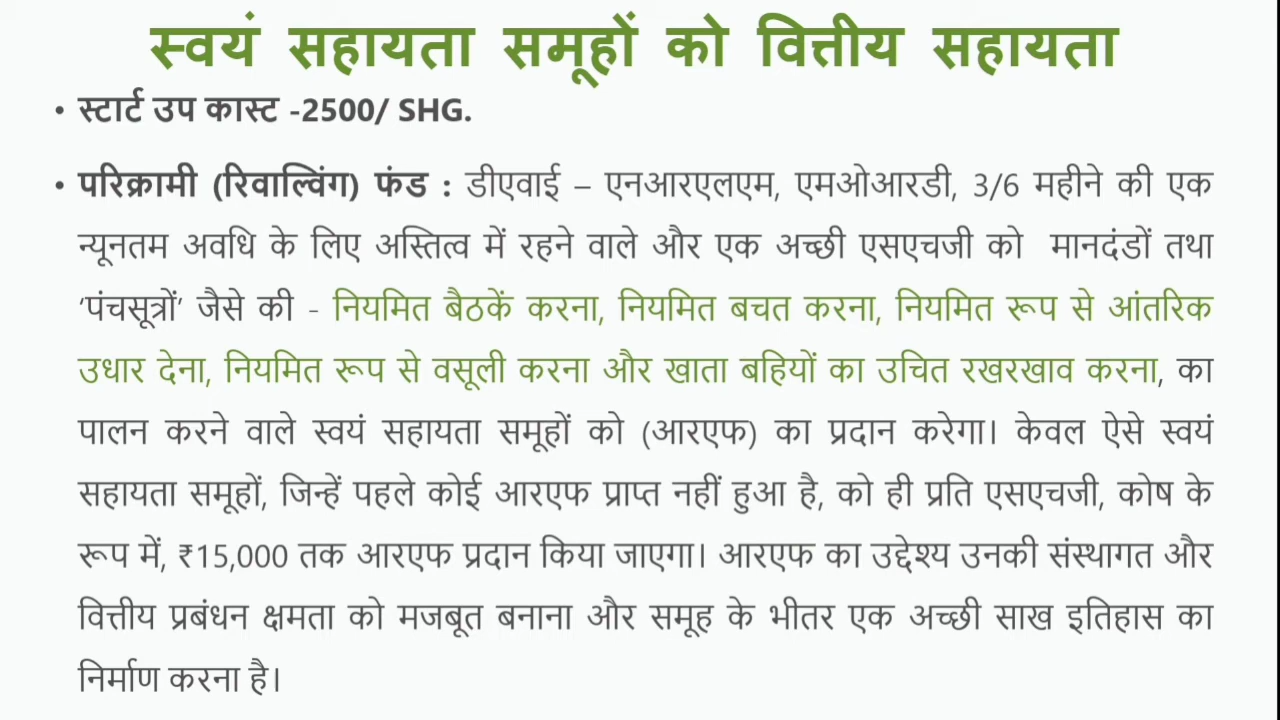 स्वयं सहायता समूहों को वित्तीय सहायता
• स्टार्ट उप कास्ट -2500/ SHG.
• परिक्रामी (रिवाल्विंग) फंड : डीएवाई – एनआरएलएम, एमओआरडी, 3/6 महीने की एक
न्यूनतम अवधि के लिए अस्तित्व में रहने वाले और एक अच्छी एसएचजी को मानदंडों तथा
‘पंचसूत्रों’ जैसे की - नियमित बैठकें करना, नियमित बचत करना, नियमित रूप से आंतरिक
उधार देना, नियमित रूप से वसूली करना और खाता बहियों का उचित रखरखाव करना, का
पालन करने वाले स्वयं सहायता समूहों को (आरएफ) का प्रदान करेगा। केवल ऐसे स्वयं
सहायता समूहों, जिन्हें पहले कोई आरएफ प्राप्त नहीं हुआ है, को ही प्रति एसएचजी, कोष के
रूप में, ₹15,000 तक आरएफ प्रदान किया जाएगा। आरएफ का उद्देश्य उनकी संस्थागत और
वित्तीय प्रबंधन क्षमता को मजबूत बनाना और समूह के भीतर एक अच्छी साख इतिहास का
निर्माण करना है।